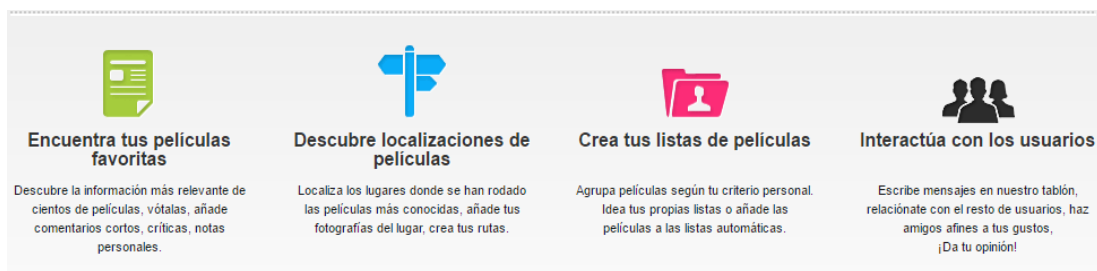 Encuentra tus películas
favoritas
Descubre la información más relevante de
cientos de películas, vótalas, añade
comentarios cortos, críticas, notas
personales.
Descubre localizaciones de
películas
Localiza los lugares donde se han rodado
las películas más conocidas, añade tus
fotografías del lugar, crea tus rutas.
Crea tus listas de películas
Agrupa películas según tu criterio personal.
Idea tus propias listas o añade las
películas a las listas automáticas.
Interactúa con los usuarios
Escribe mensajes en nuestro tablón,
relaciónate con el resto de usuarios, haz
amigos afines a tus gustos,
¡Da tu opinión!